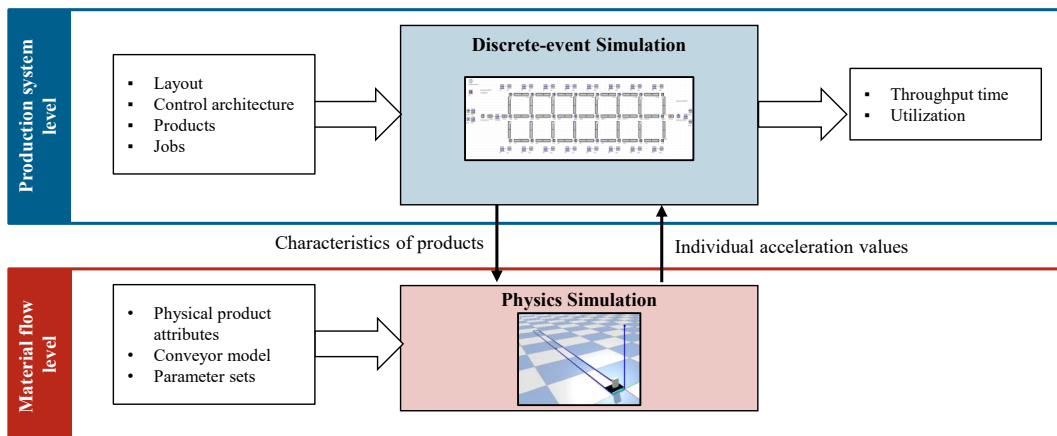 Production system
level
▪ Layout
▪ Control architecture
▪ Products
▪ Jobs
Discrete-event Simulation
▪ Throughput time
▪ Utilization
Characteristics of products
Individual acceleration values
Material flow
level
• Physical product
attributes
• Conveyor model
• Parameter sets
Physics Simulation